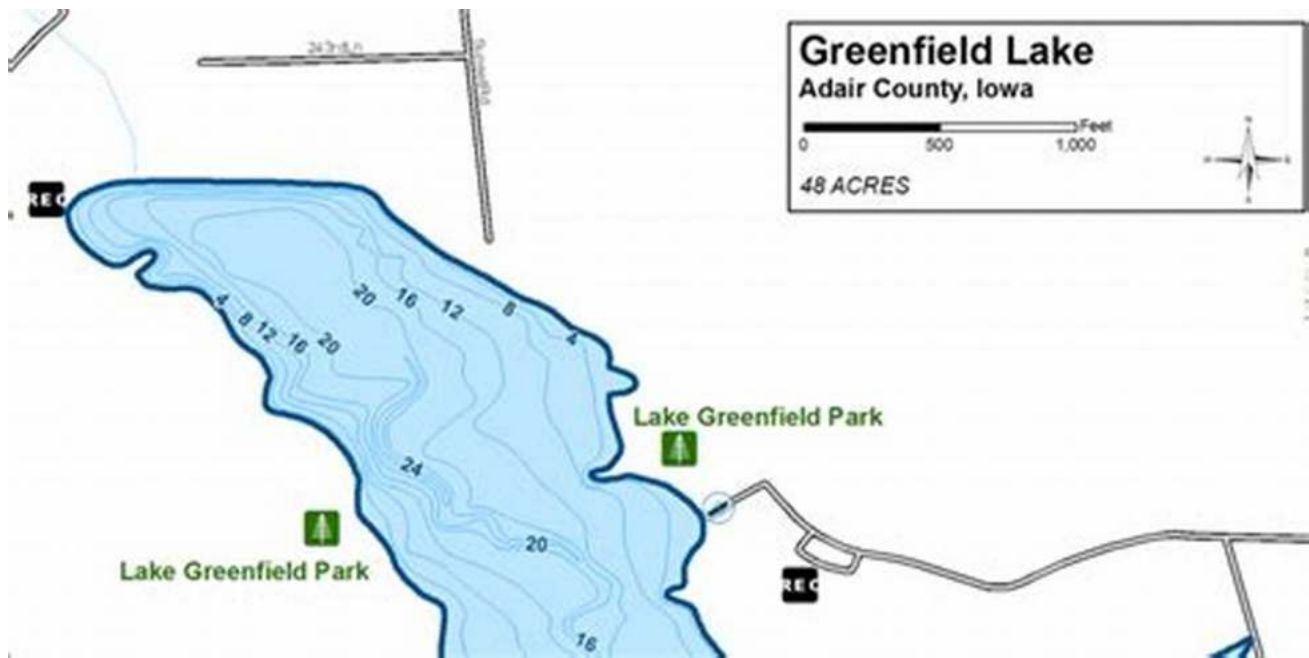 Greenfield Lake
Adair County, Iowa
Feet
0 500 1,000
48 ACRES
N
S
REC
20 16 12 8 4
4 8 12 16 20
Lake Greenfield Park
24
20
Lake Greenfield Park
REC
16